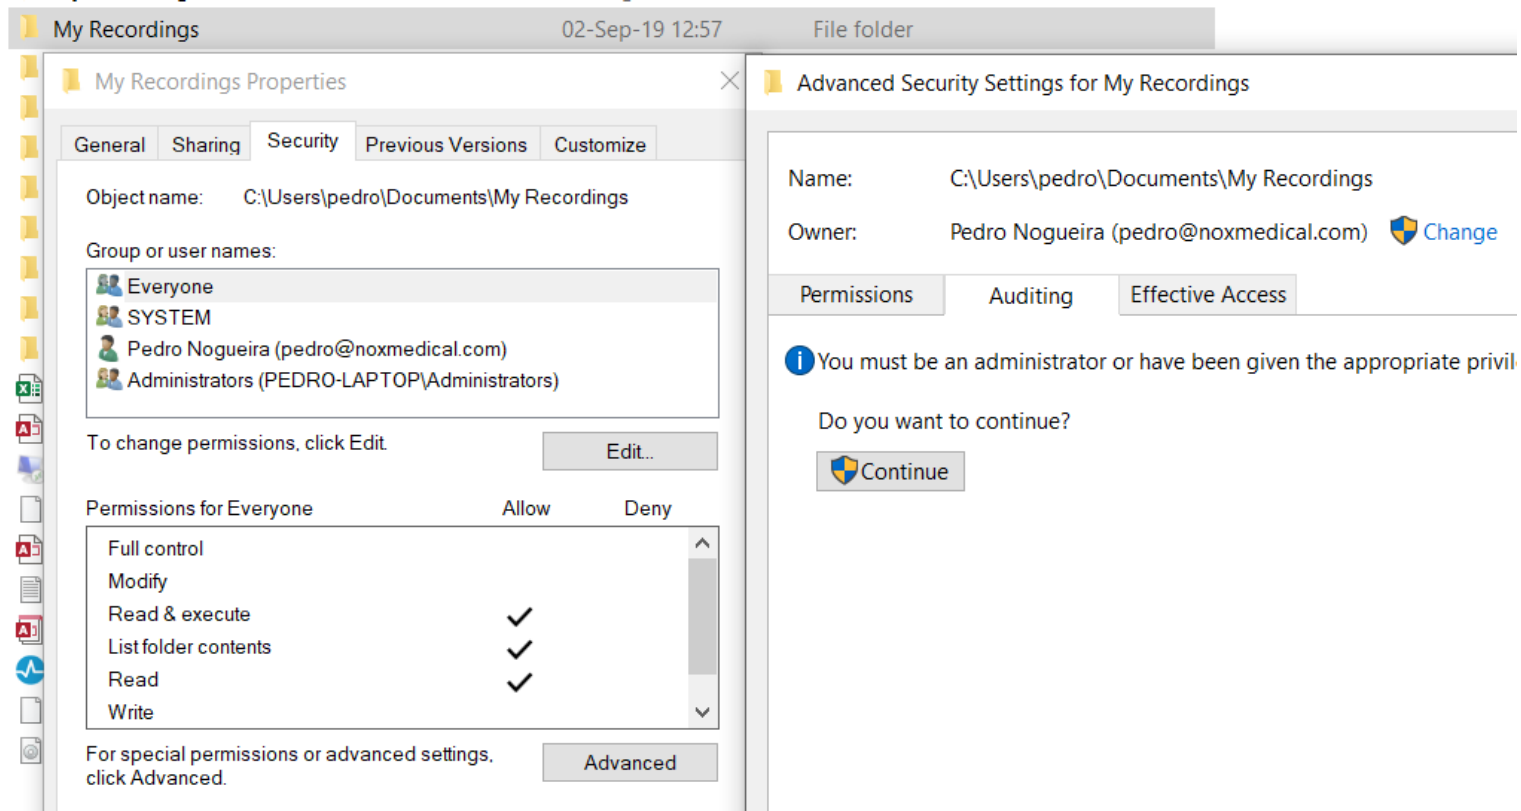 My Recordings 02-Sep-19 12:57 File folder
My Recordings Properties
General Sharing Security Previous Versions Customize
Object name: C:\Users\pedro\Documents\My Recordings
Group or user names:
Everyone
SYSTEM
Pedro Nogueira (pedro@noxmedical.com)
Administrators (PEDRO-LAPTOP\Administrators)
To change permissions, click Edit.
Edit...
Permissions for Everyone Allow Deny
Full control
Modify
Read & execute
List folder contents
Read
Write
For special permissions or advanced settings,
click Advanced.
Advanced
Advanced Security Settings for My Recordings
Name: C:\Users\pedro\Documents\My Recordings
Owner: Pedro Nogueira (pedro@noxmedical.com) Change
Permissions Auditing Effective Access
You must be an administrator or have been given the appropriate privil
Do you want to continue?
Continue